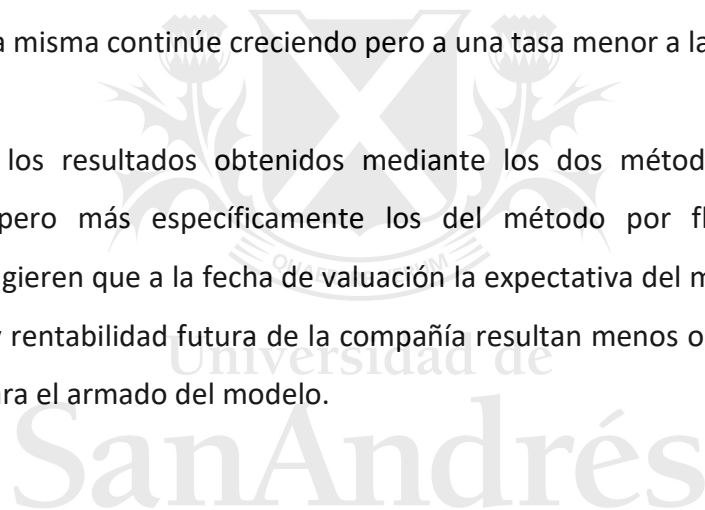 a misma continúe creciendo pero a una tasa menor a la
los resultados obtenidos mediante los dos métod
pero más específicamente los del método por fl
gieren que a la fecha de valuación la expectativa del m
y rentabilidad futura de la compañía resultan menos o
ra el armado del modelo.
Universidad de
SanAndrés